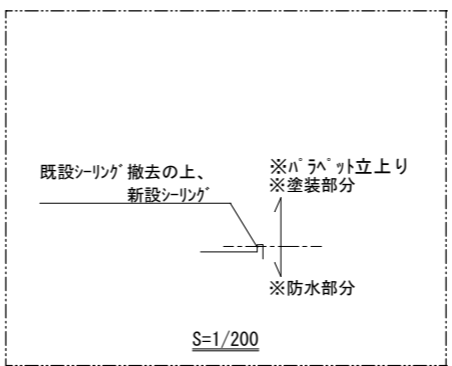 既設ｼｰﾘﾝｸﾞ撤去の上、
新設ｼｰﾘﾝｸﾞ
※ﾊﾟﾗﾍﾟｯﾄ立上り
※塗装部分
※防水部分
S=1/200